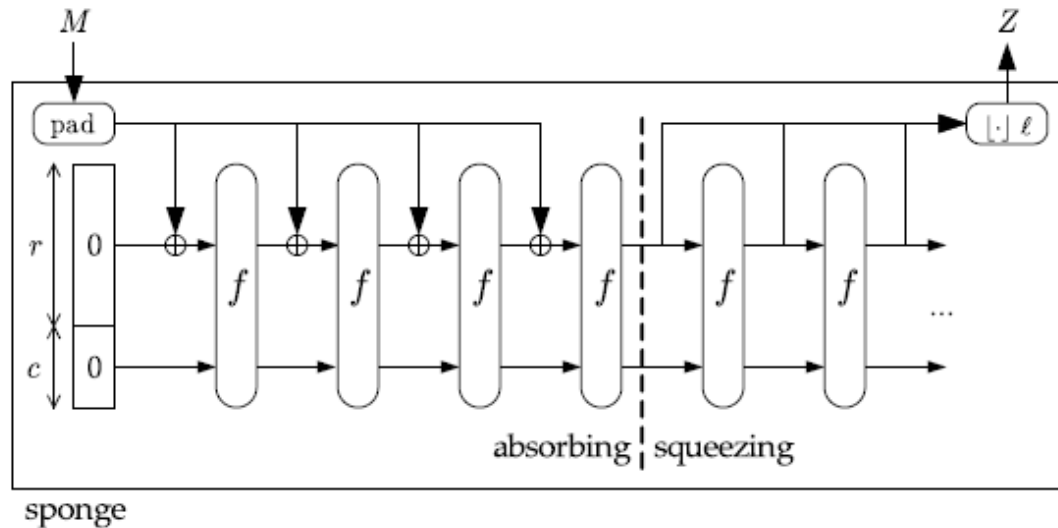 M Z
pad ⌊·⌋ ℓ
r 0 f f f f f f
c 0 ...
absorbing squeezing
sponge